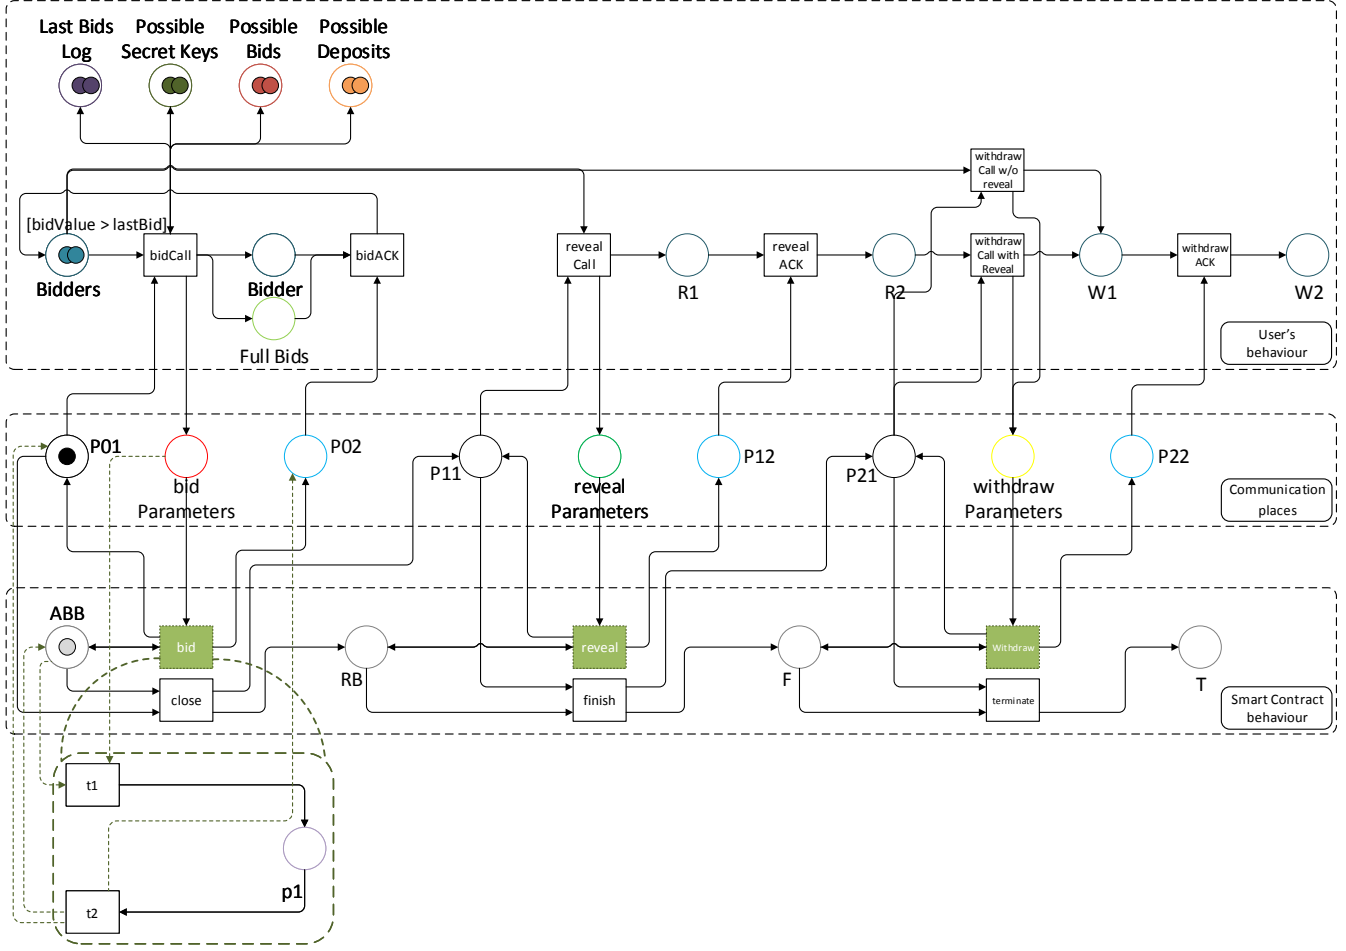 Last Bids
Log
Possible
Secret Keys
Possible
Bids
Possible
Deposits
withdraw
Call w/o
reveal
[bidValue > lastBid]
bidCall
bidACK
reveal
Call
reveal
ACK
withdraw
Call with
Reveal
withdraw
ACK
Bidders
Bidder
R1
R2
W1
W2
Full Bids
User's
behaviour
P01
P02
P11
P12
P21
P22
bid
Parameters
reveal
Parameters
withdraw
Parameters
Communication
places
ABB
bid
reveal
Withdraw
RB
F
T
close
finish
terminate
Smart Contract
behaviour
t1
p1
t2